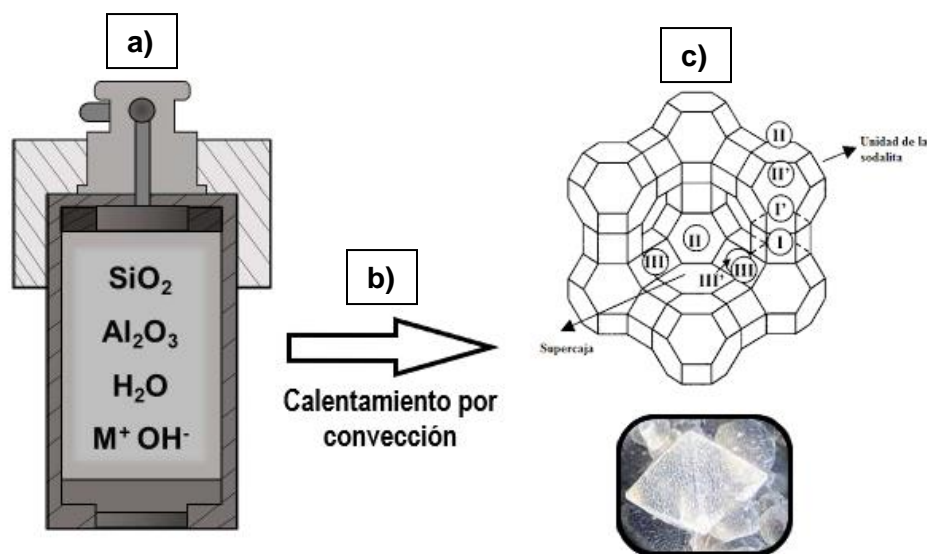 a)
SiO₂
Al₂O₃
H₂O
M⁺ OH⁻
b)
Calentamiento por
convección
c)
II
Unidad de la
sodalita
II'
I'
II
I
III
III'
III
Supercaja